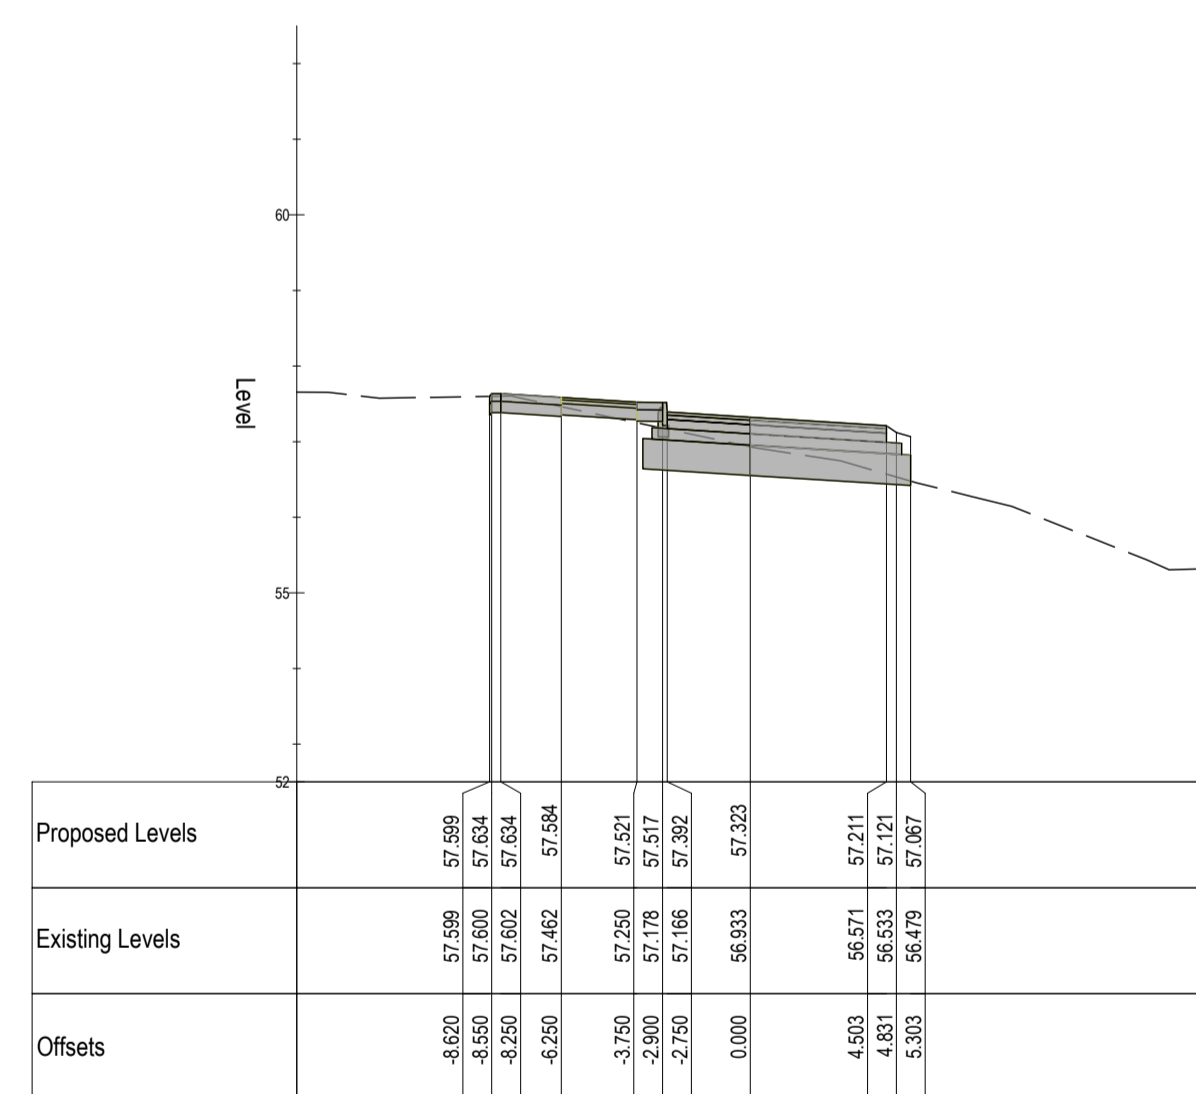 60
Level
55
52
Proposed Levels 57.599 57.634 57.634 57.584 57.521 57.517 57.392 57.323 57.211 57.121 57.067
Existing Levels 57.599 57.600 57.602 57.462 57.250 57.178 57.166 56.933 56.571 56.533 56.479
Offsets -8.620 -8.550 -8.250 -6.250 -3.750 -2.900 -2.750 0.000 4.503 4.831 5.303